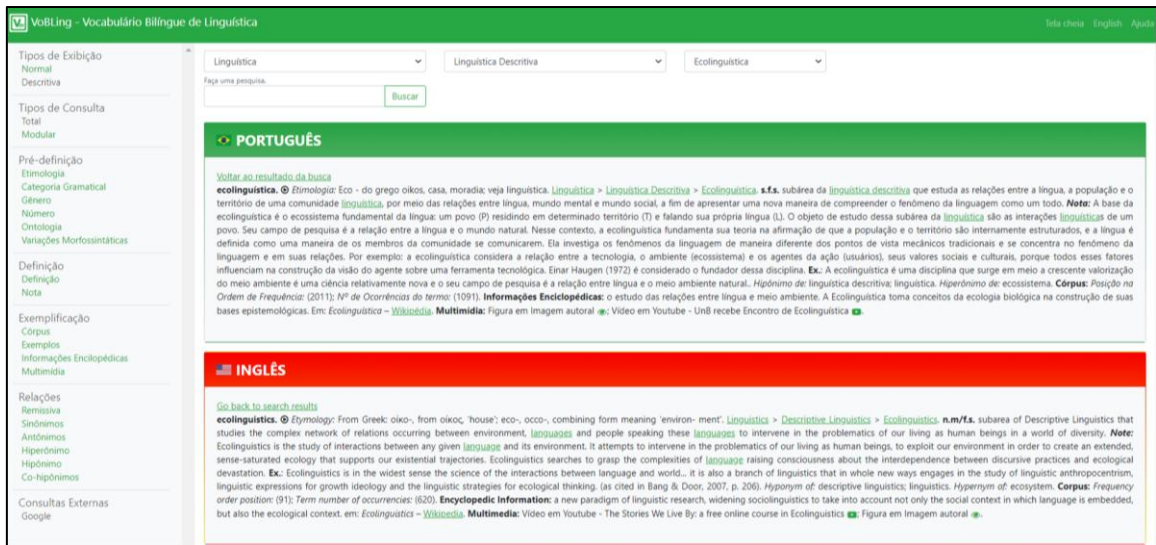 VoBLing - Vocabulário Bilíngue de Linguística
Tela cheia English Ajuda
Tipos de Exibição
Normal
Descritiva
Tipos de Consulta
Total
Modular
Pré-definição
Etimologia
Categoria Gramatical
Gênero
Número
Ontologia
Variações Morfossintáticas
Definição
Definição
Nota
Exemplificação
Córpus
Exemplos
Informações Encilopédicas
Multimídia
Relações
Remissiva
Sinônimos
Antônimos
Hiperônimo
Hipônimo
Co-hipônimos
Consultas Externas
Google
Linguística
Linguística Descritiva
Ecolinguística
Faça uma pesquisa.
Buscar
PORTUGUÊS
Voltar ao resultado da busca
ecolinguística. Etimologia: Eco - do grego oikos, casa, moradia; veja linguística. Linguística > Linguística Descritiva > Ecolinguística. s.f.s. subárea da linguística descritiva que estuda as relações entre a língua, a população e o
território de uma comunidade linguística, por meio das relações entre língua, mundo mental e mundo social, a fim de apresentar uma nova maneira de compreender o fenômeno da linguagem como um todo. Nota: A base da
ecolinguística é o ecossistema fundamental da língua: um povo (P) residindo em determinado território (T) e falando sua própria língua (L). O objeto de estudo dessa subárea da linguística são as interações linguísticas de um
povo. Seu campo de pesquisa é a relação entre a língua e o mundo natural. Nesse contexto, a ecolinguística fundamenta sua teoria na afirmação de que a população e o território são internamente estruturados, e a língua é
definida como uma maneira de os membros da comunidade se comunicarem. Ela investiga os fenômenos da linguagem de maneira diferente dos pontos de vista mecânicos tradicionais e se concentra no fenômeno da
linguagem e em suas relações. Por exemplo: a ecolinguística considera a relação entre a tecnologia, o ambiente (ecossistema) e os agentes da ação (usuários), seus valores sociais e culturais, porque todos esses fatores
influenciam na construção da visão do agente sobre uma ferramenta tecnológica. Einar Haugen (1972) é considerado o fundador dessa disciplina. Ex.: A ecolinguística é uma disciplina que surge em meio a crescente valorização
do meio ambiente é uma ciência relativamente nova e o seu campo de pesquisa é a relação entre língua e o meio ambiente natural.. Hipônimo de: linguística descritiva; linguística. Hiperônimo de: ecossistema. Córpus: Posição na
Ordem de Frequência: (2011); Nº de Ocorrências do termo: (1091). Informações Enciclopédicas: o estudo das relações entre língua e meio ambiente. A Ecolinguística toma conceitos da ecologia biológica na construção de suas
bases epistemológicas. Em: Ecolinguística – Wikipédia. Multimídia: Figura em Imagem autoral ; Vídeo em Youtube - UnB recebe Encontro de Ecolinguística .
INGLÊS
Go back to search results
ecolinguistics. Etymology: From Greek: οἰκο-, from οἶκος, 'house'; eco-, occo-, combining form meaning 'environ- ment'. Linguistics > Descriptive Linguistics > Ecolinguistics. n.m/f.s. subarea of Descriptive Linguistics that
studies the complex network of relations occurring between environment, languages and people speaking these languages to intervene in the problematics of our living as human beings in a world of diversity. Note:
Ecolinguistics is the study of interactions between any given language and its environment. It attempts to intervene in the problematics of our living as human beings, to exploit our environment in order to create an extended,
sense-saturated ecology that supports our existential trajectories. Ecolinguistics searches to grasp the complexities of language raising consciousness about the interdependence between discursive practices and ecological
devastation. Ex.: Ecolinguistics is in the widest sense the science of the interactions between language and world... it is also a branch of linguistics that in whole new ways engages in the study of linguistic anthropocentrism,
linguistic expressions for growth ideology and the linguistic strategies for ecological thinking. (as cited in Bang & Door, 2007, p. 206). Hyponym of: descriptive linguistics; linguistics. Hypernym of: ecosystem. Corpus: Frequency
order position: (91); Term number of occurrencies: (620). Encyclopedic Information: a new paradigm of linguistic research, widening sociolinguistics to take into account not only the social context in which language is embedded,
but also the ecological context. em: Ecolinguistics – Wikipedia. Multimedia: Vídeo em Youtube - The Stories We Live By: a free online course in Ecolinguistics ; Figura em Imagem autoral .